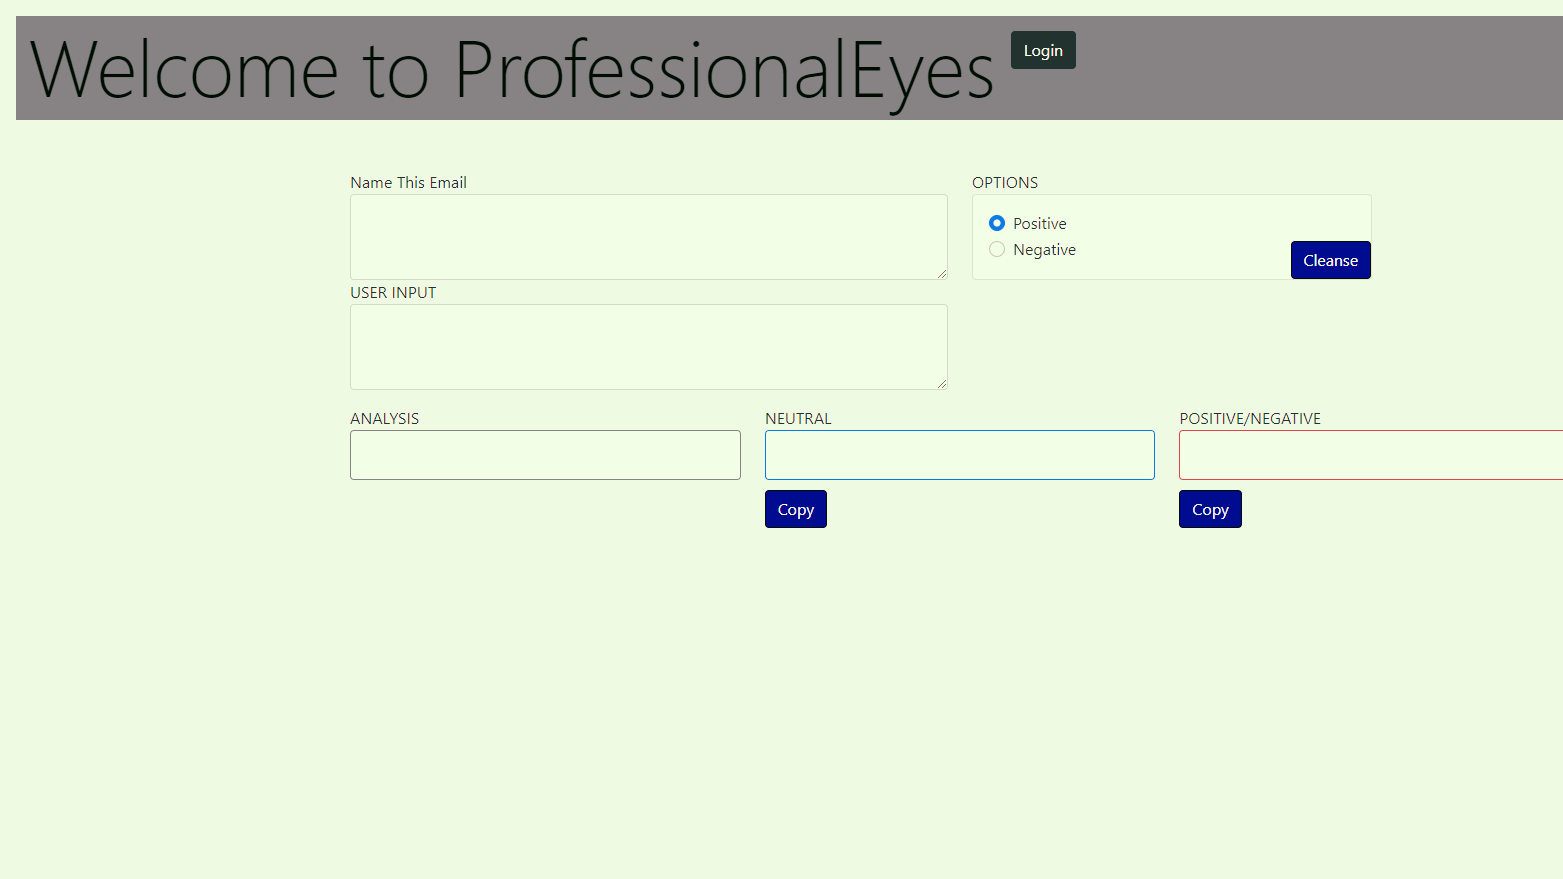 Welcome to ProfessionalEyes Login
Name This Email
OPTIONS
Positive
Negative
Cleanse
USER INPUT
ANALYSIS
NEUTRAL
POSITIVE/NEGATIVE
Copy
Copy